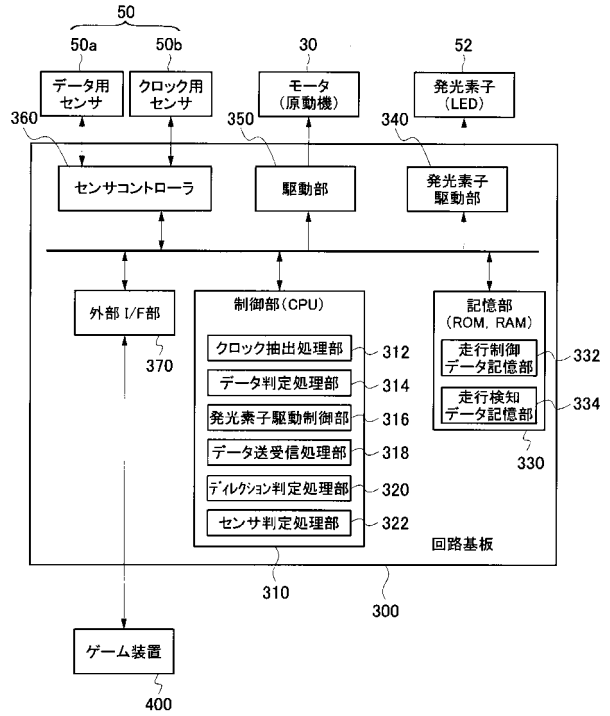 50
50a
50b
30
52
データ用
センサ
クロック用
センサ
モータ
(原動機)
発光素子
(LED)
360
350
340
センサコントローラ
駆動部
発光素子
駆動部
外部 I/F部
370
制御部(CPU)
クロック抽出処理部
312
データ判定処理部
314
発光素子駆動制御部
316
データ送受信処理部
318
ディレクション判定処理部
320
センサ判定処理部
322
310
記憶部
(ROM, RAM)
走行制御
データ記憶部
332
走行検知
データ記憶部
334
330
回路基板
300
ゲーム装置
400